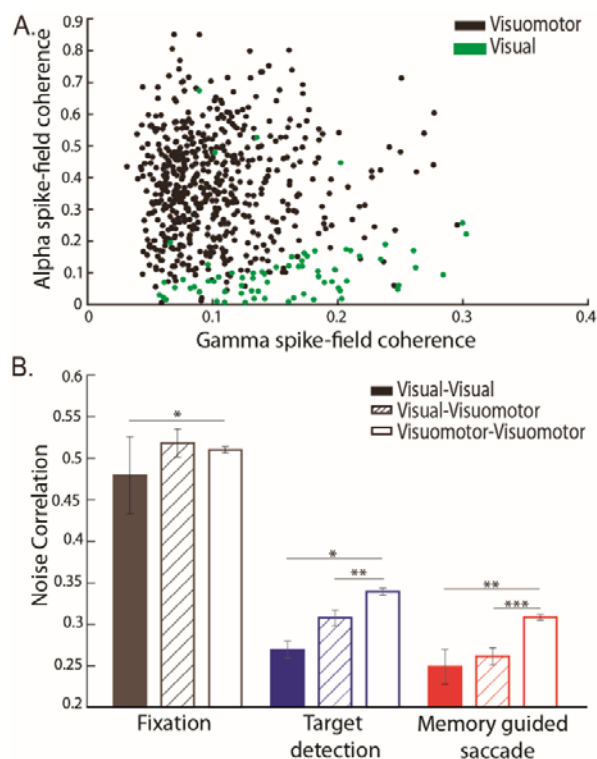 A.
0.9
0.8
0.7
0.6
0.5
0.4
0.3
0.2
0.1
0
Alpha spike-field coherence
Visuomotor
Visual
0 0.1 0.2 0.3 0.4
Gamma spike-field coherence
B.
0.6
0.55
0.5
0.45
0.4
0.35
0.3
0.25
0.2
Noise Correlation
Visual-Visual
Visual-Visuomotor
Visuomotor-Visuomotor
*
*
**
**
***
Fixation
Target
detection
Memory guided
saccade